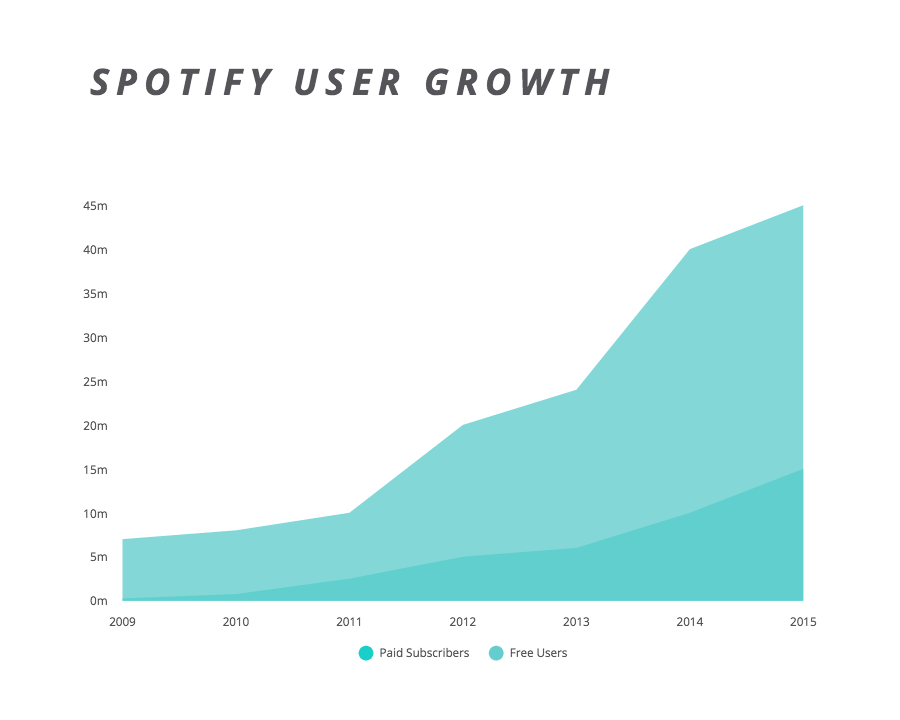 SPOTIFY USER GROWTH
45m
40m
35m
30m
25m
20m
15m
10m
5m
0m
2009 2010 2011 2012 2013 2014 2015
Paid Subscribers Free Users